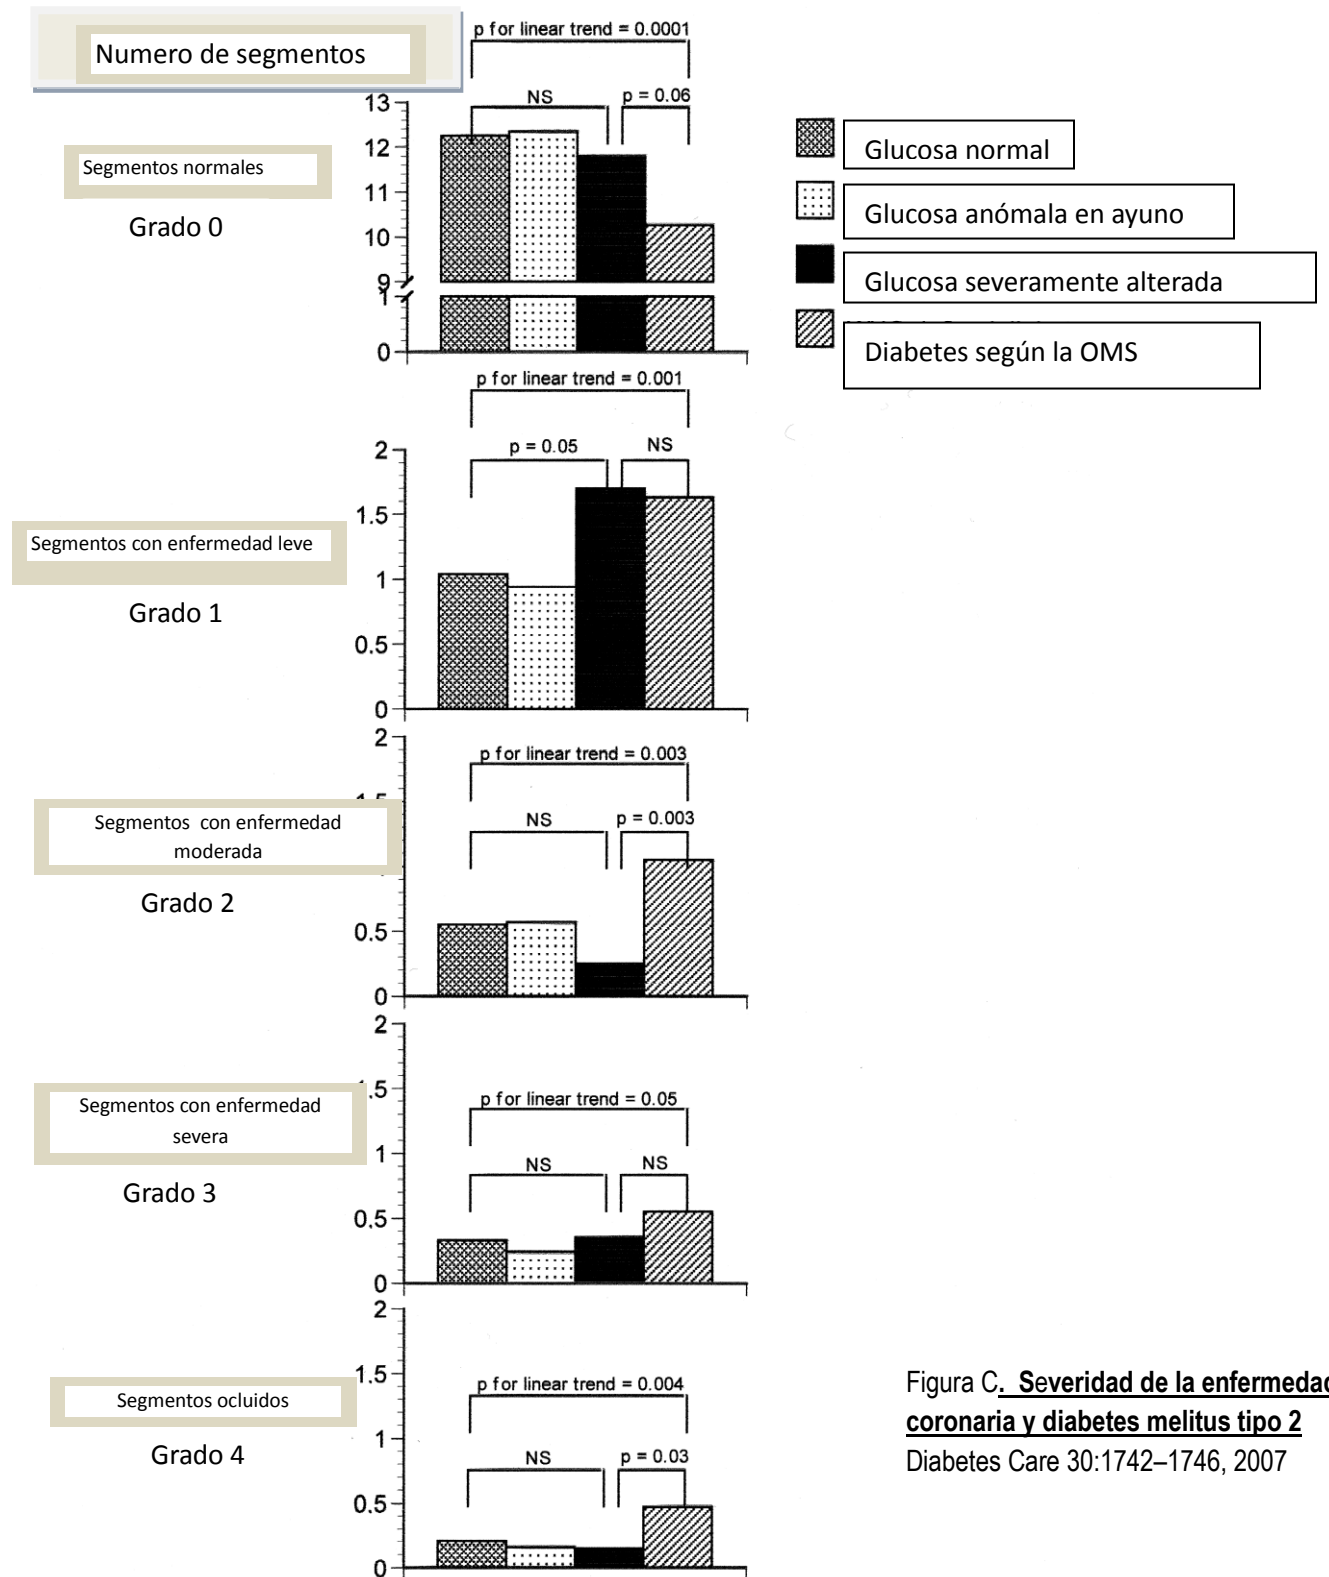 p for linear trend = 0.0001
Numero de segmentos
NS
p = 0.06
13
12
11
10
9
1
0
Segmentos normales
Grado 0
Glucosa normal
Glucosa anómala en ayuno
Glucosa severamente alterada
Diabetes según la OMS
p for linear trend = 0.001
p = 0.05
NS
2
1.5
1
0.5
0
Segmentos con enfermedad leve
Grado 1
p for linear trend = 0.003
NS
p = 0.003
2
0.5
0
Segmentos con enfermedad
moderada
Grado 2
p for linear trend = 0.05
NS
NS
2
.5
1
0.5
0
Segmentos con enfermedad
severa
Grado 3
p for linear trend = 0.004
NS
p = 0.03
2
1.5
1
0.5
0
Segmentos ocluidos
Grado 4
Figura C. Severidad de la enfermedad
coronaria y diabetes melitus tipo 2
Diabetes Care 30:1742–1746, 2007